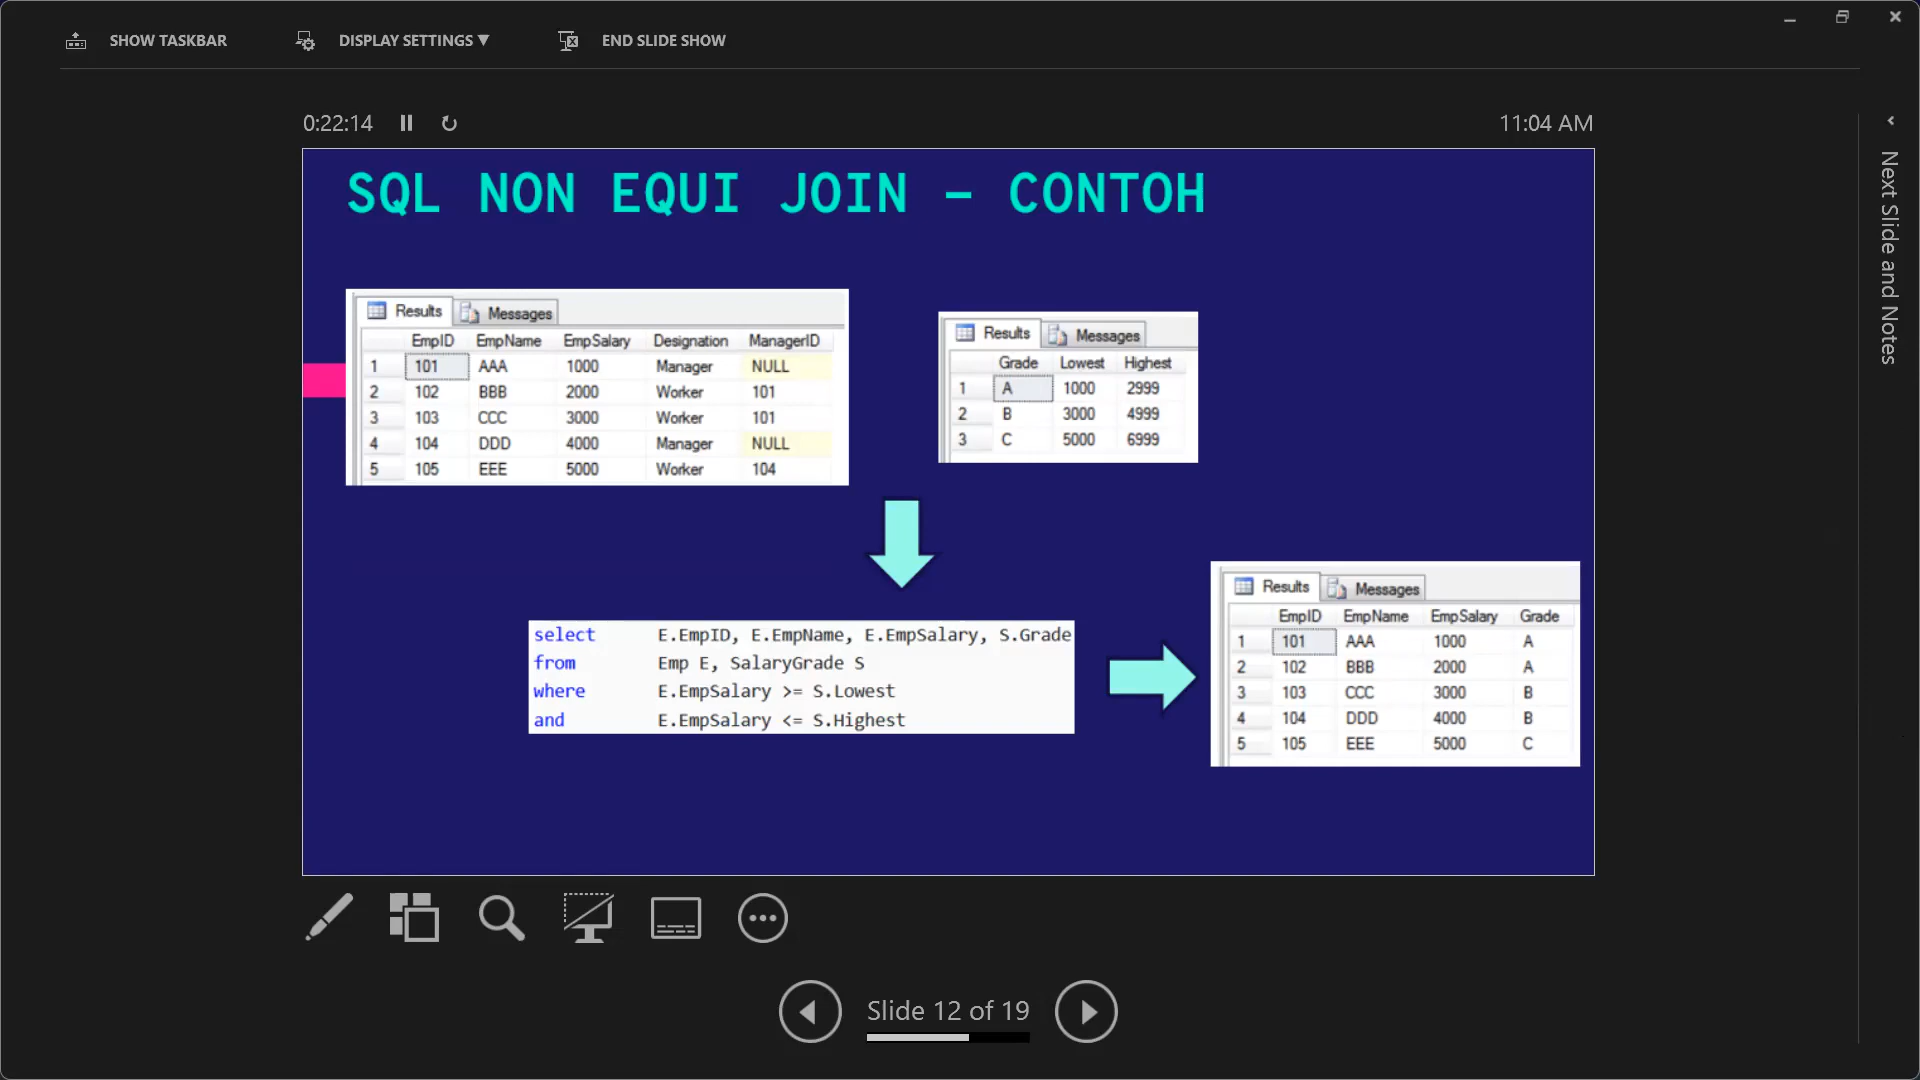 SHOW TASKBAR
DISPLAY SETTINGS ▼
END SLIDE SHOW
0:22:14
11:04 AM
Next Slide and Notes
SQL NON EQUI JOIN – CONTOH
Results Messages
EmpID EmpName EmpSalary Designation ManagerID
1 101 AAA 1000 Manager NULL
2 102 BBB 2000 Worker 101
3 103 CCC 3000 Worker 101
4 104 DDD 4000 Manager NULL
5 105 EEE 5000 Worker 104
Results Messages
Grade Lowest Highest
1 A 1000 2999
2 B 3000 4999
3 C 5000 6999
select E.EmpID, E.EmpName, E.EmpSalary, S.Grade
from Emp E, SalaryGrade S
where E.EmpSalary >= S.Lowest
and E.EmpSalary <= S.Highest
Results Messages
EmpID EmpName EmpSalary Grade
1 101 AAA 1000 A
2 102 BBB 2000 A
3 103 CCC 3000 B
4 104 DDD 4000 B
5 105 EEE 5000 C
Slide 12 of 19